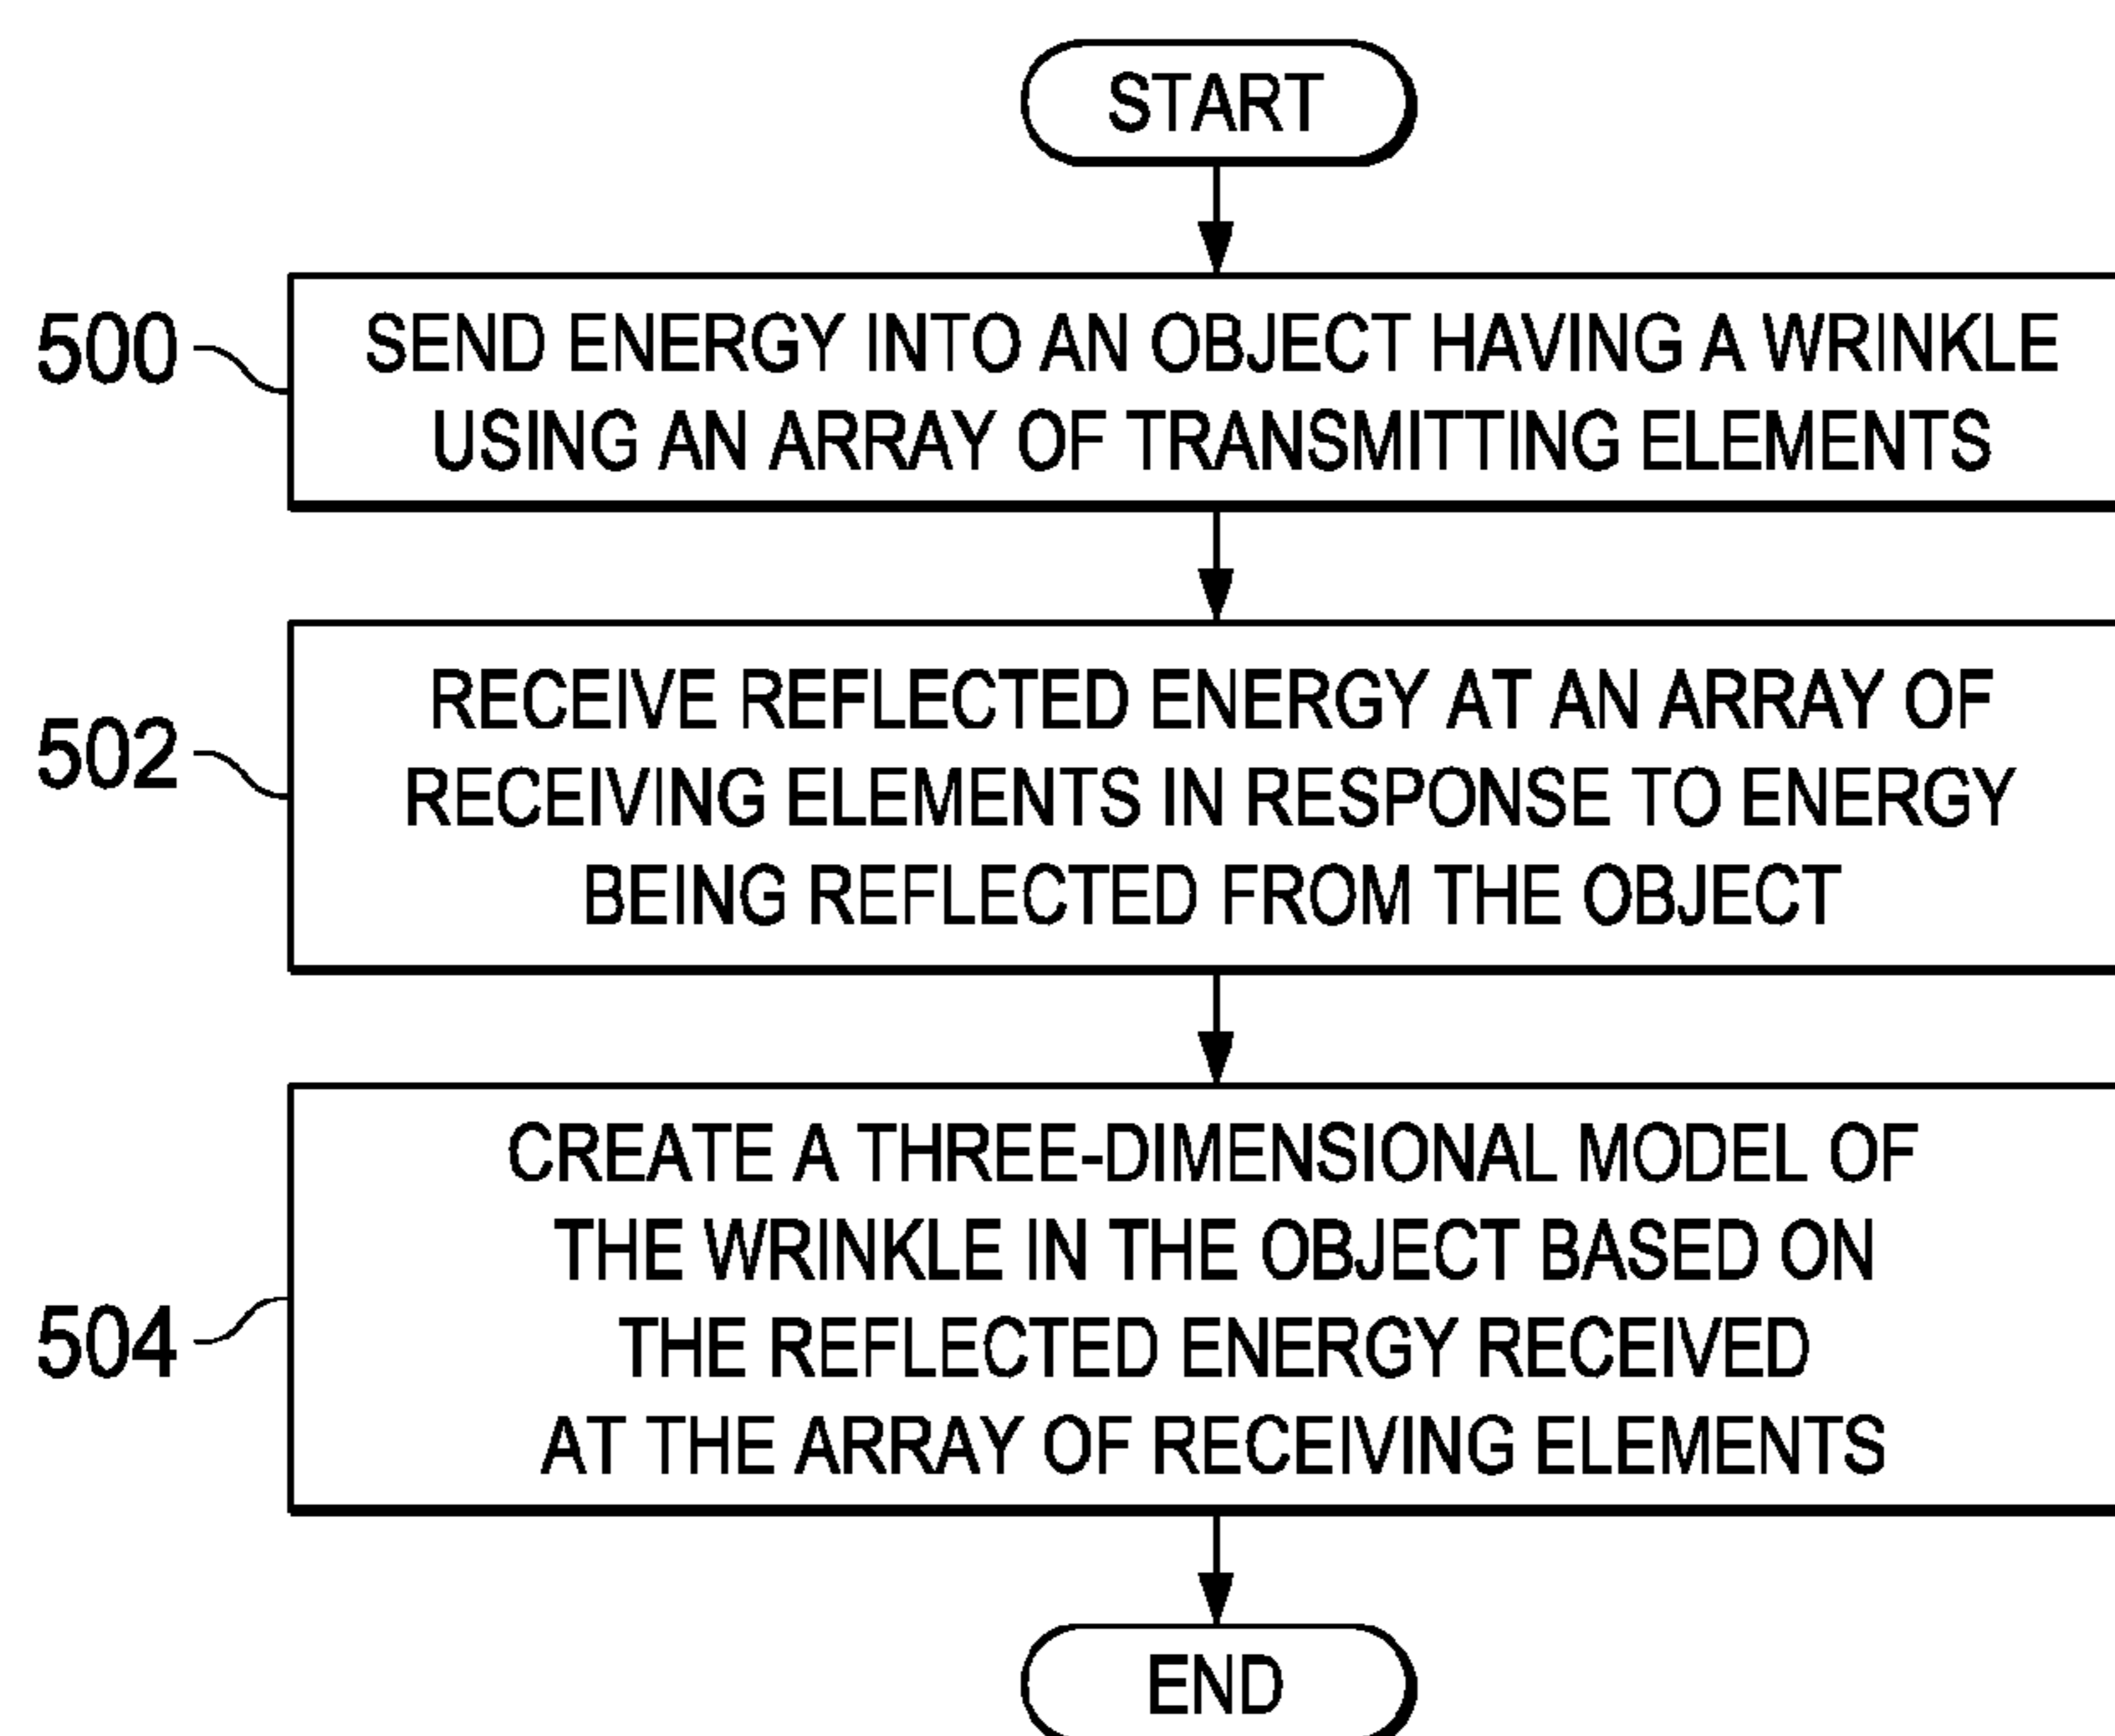 START
500
SEND ENERGY INTO AN OBJECT HAVING A WRINKLE
USING AN ARRAY OF TRANSMITTING ELEMENTS
502
RECEIVE REFLECTED ENERGY AT AN ARRAY OF
RECEIVING ELEMENTS IN RESPONSE TO ENERGY
BEING REFLECTED FROM THE OBJECT
504
CREATE A THREE-DIMENSIONAL MODEL OF
THE WRINKLE IN THE OBJECT BASED ON
THE REFLECTED ENERGY RECEIVED
AT THE ARRAY OF RECEIVING ELEMENTS
END